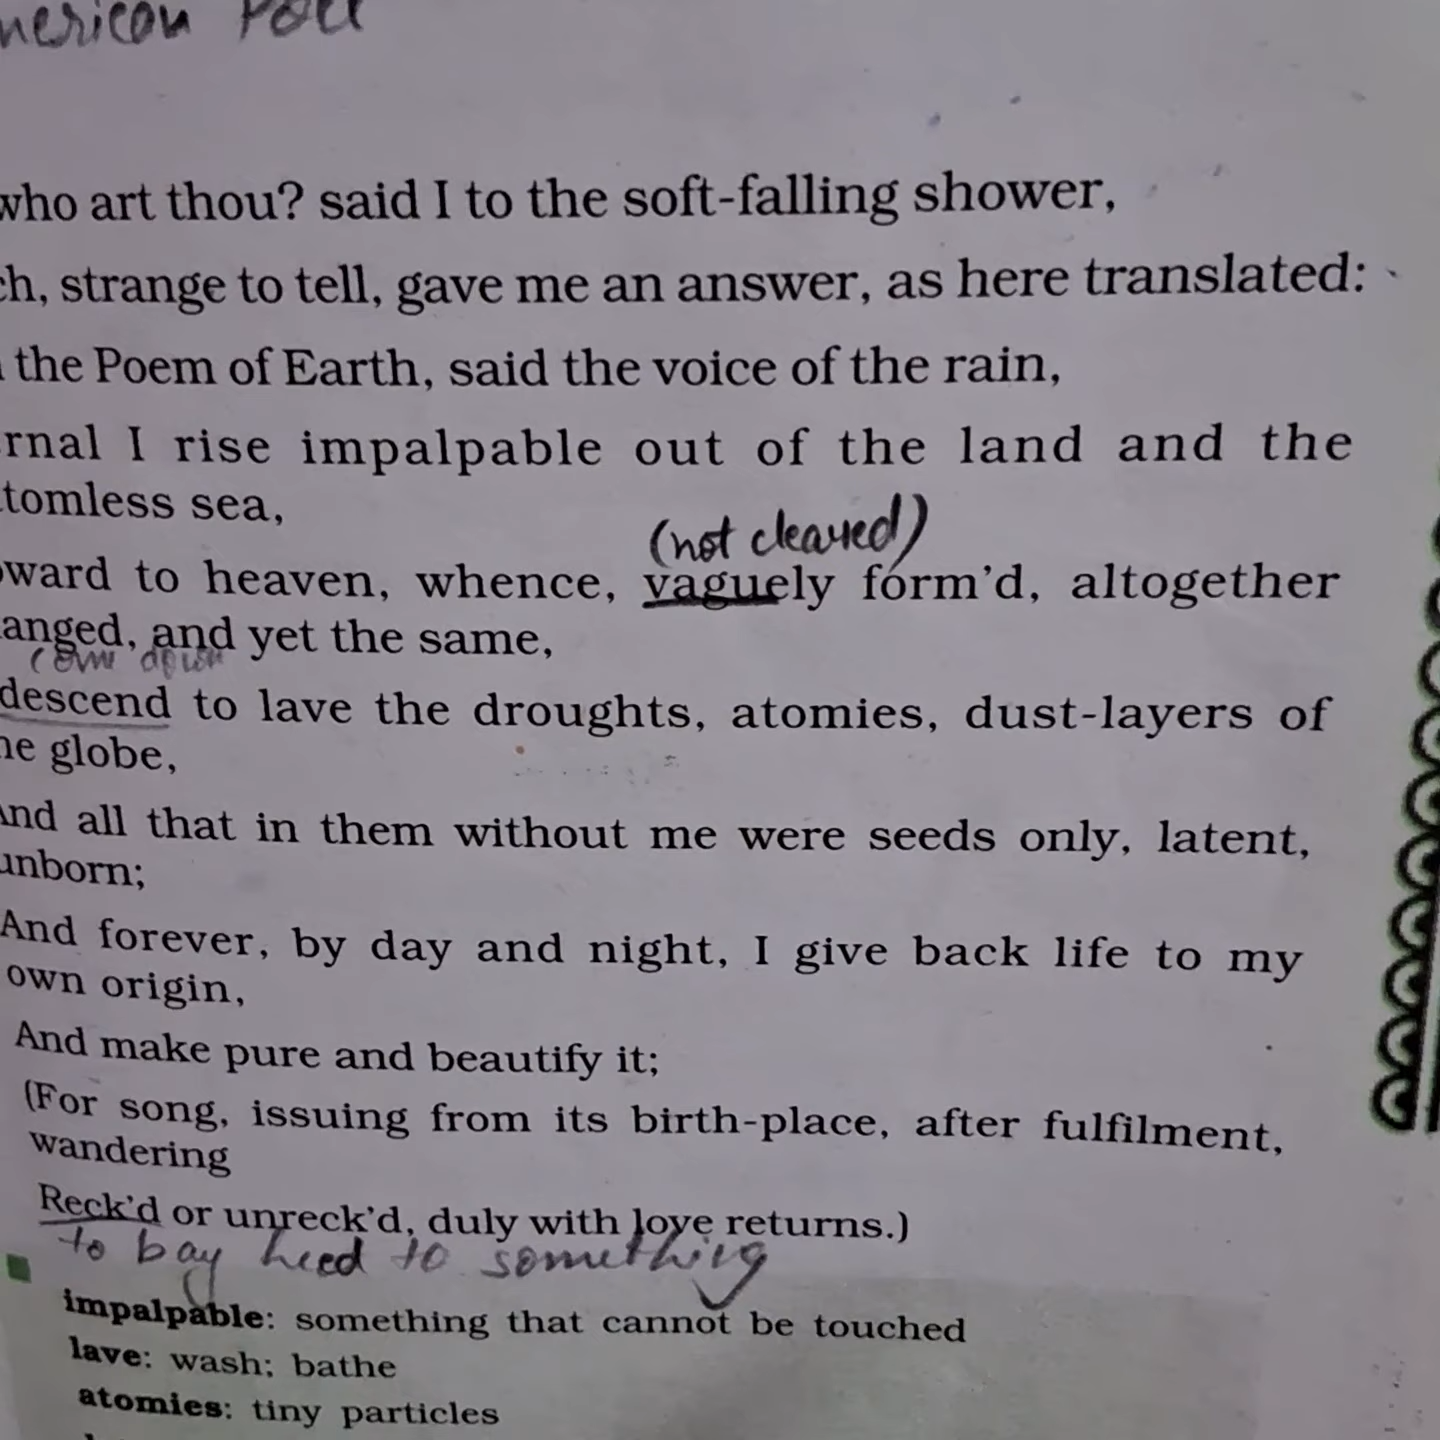 merican Poet
who art thou? said I to the soft-falling shower,
ch, strange to tell, gave me an answer, as here translated:
the Poem of Earth, said the voice of the rain,
rnal I rise impalpable out of the land and the
tomless sea,
(not cleared)
ward to heaven, whence, vaguely form'd, altogether
anged, and yet the same,
(come down
descend to lave the droughts, atomies, dust-layers of
he globe,
And all that in them without me were seeds only, latent,
unborn;
And forever, by day and night, I give back life to my
own origin,
And make pure and beautify it;
(For song, issuing from its birth-place, after fulfilment,
wandering
Reck'd or unreck'd, duly with love returns.)
to bay heed to something
impalpable: something that cannot be touched
lave: wash; bathe
atomies: tiny particles